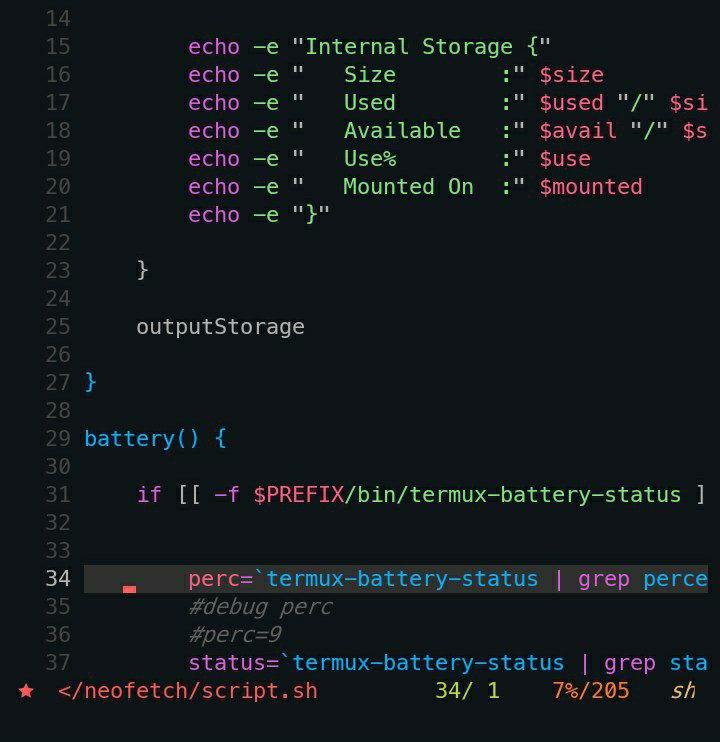 14
15         echo -e "Internal Storage {"
16         echo -e "   Size        :" $size
17         echo -e "   Used        :" $used "/" $si
18         echo -e "   Available   :" $avail "/" $s
19         echo -e "   Use%        :" $use
20         echo -e "   Mounted On  :" $mounted
21         echo -e "}"
22
23     }
24
25     outputStorage
26
27 }
28
29 battery() {
30
31     if [[ -f $PREFIX/bin/termux-battery-status ]
32
33
34         perc=`termux-battery-status | grep perce
35         #debug perc
36         #perc=9
37         status=`termux-battery-status | grep sta
★ </neofetch/script.sh         34/ 1    7%/205   sh